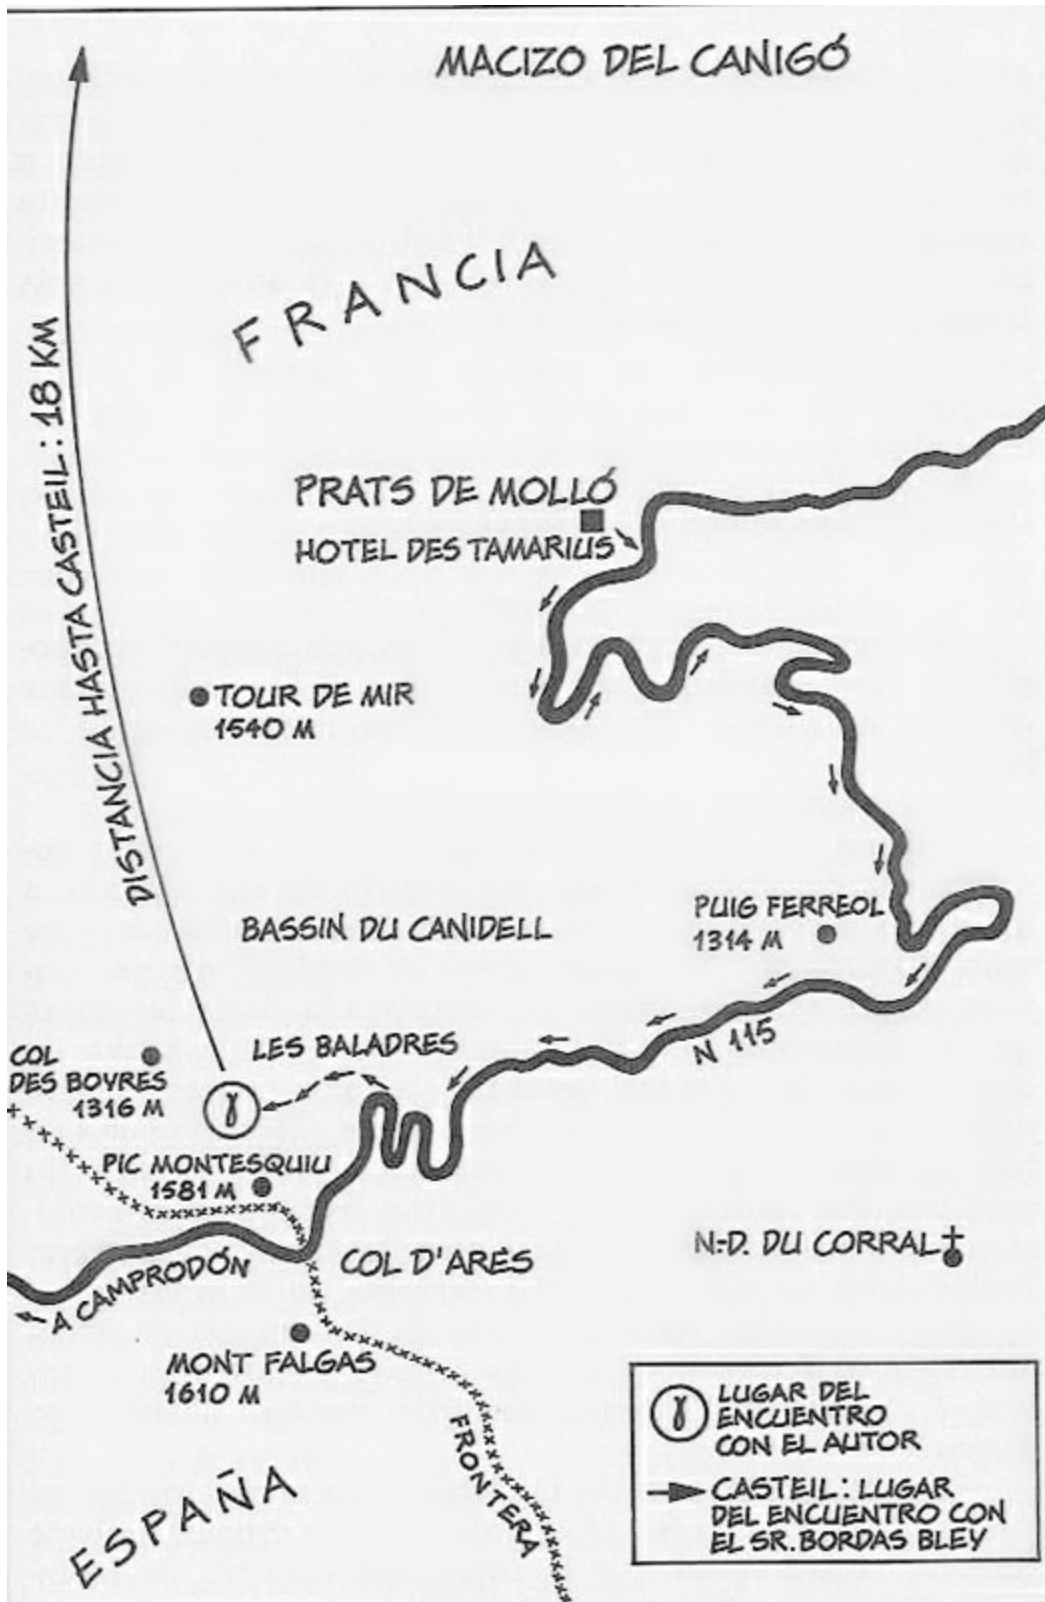 MACIZO DEL CANIGÓ
FRANCIA
DISTANCIA HASTA CASTEIL: 18 KM
PRATS DE MOLLÓ
HOTEL DES TAMARIUS
TOUR DE MIR
1540 M
PUIG FERREOL
1314 M
BASSIN DU CANIDELL
N 115
LES BALADRES
COL
DES BOVRES
1316 M
γ
PIC MONTESQUIU
1581 M
N.-D. DU CORRAL
COL D'ARES
A CAMPRODÓN
MONT FALGAS
1610 M
FRONTERA
ESPAÑA
γ LUGAR DEL
ENCUENTRO
CON EL AUTOR
CASTEIL: LUGAR
DEL ENCUENTRO CON
EL SR. BORDAS BLEY